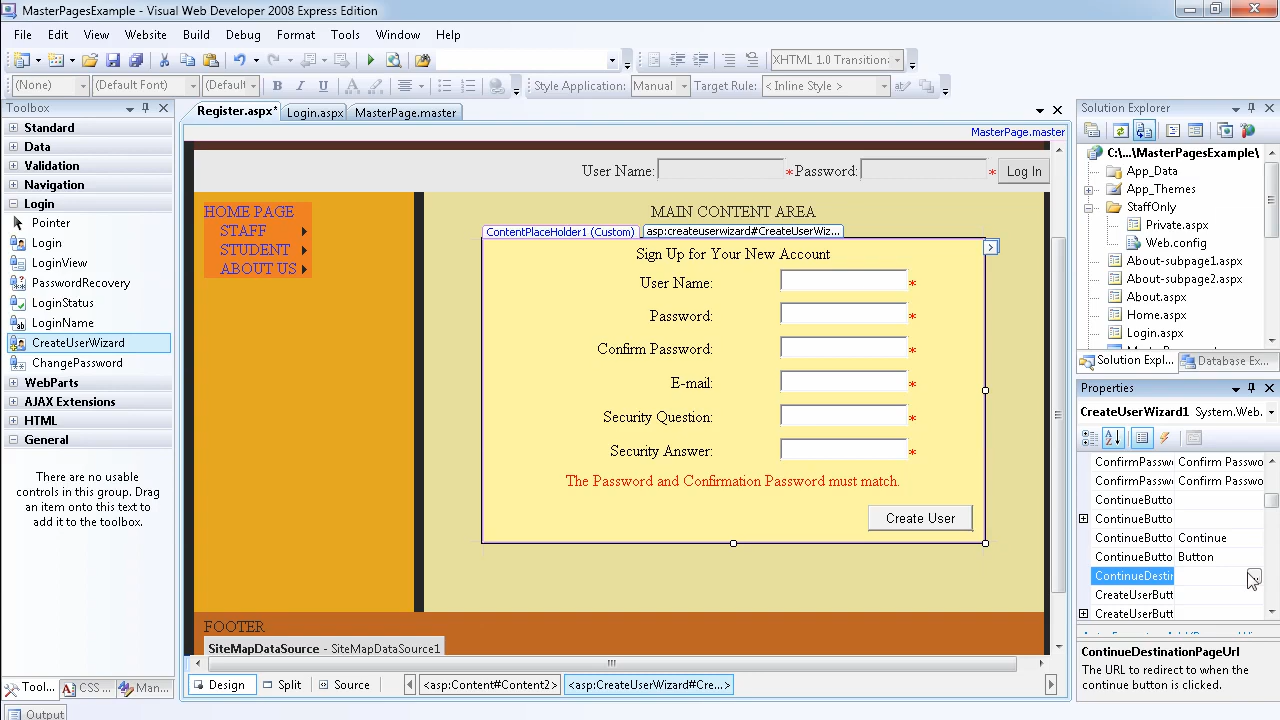 MasterPagesExample - Visual Web Developer 2008 Express Edition
File Edit View Website Build Debug Format Tools Window Help
XHTML 1.0 Transition
(None) (Default Font) (Default B I U A Style Application: Manual Target Rule: < Inline Style >
Toolbox
Standard
Data
Validation
Navigation
Login
Pointer
Login
LoginView
PasswordRecovery
LoginStatus
LoginName
CreateUserWizard
ChangePassword
WebParts
AJAX Extensions
HTML
General
There are no usable
controls in this group. Drag
an item onto this text to
add it to the toolbox.
Tool... CSS ... Man...
Output
Register.aspx* Login.aspx MasterPage.master
MasterPage.master
User Name: * Password: * Log In
HOME PAGE
STAFF
STUDENT
ABOUT US
MAIN CONTENT AREA
ContentPlaceHolder1 (Custom) asp:createuserwizard#CreateUserWiz...
Sign Up for Your New Account
User Name: *
Password: *
Confirm Password: *
E-mail: *
Security Question: *
Security Answer: *
The Password and Confirmation Password must match.
Create User
FOOTER
SiteMapDataSource - SiteMapDataSource1
Design Split Source <asp:Content#Content2> <asp:CreateUserWizard#Cr...>
Solution Explorer
C:\...\MasterPagesExample\
App_Data
App_Themes
StaffOnly
Private.aspx
Web.config
About-subpage1.aspx
About-subpage2.aspx
About.aspx
Home.aspx
Login.aspx
Solution Expl... Database Ex...
Properties
CreateUserWizard1 System.Web.
ConfirmPassw Confirm Passwo
ConfirmPassw Confirm Passwo
ContinueButto
ContinueButto
ContinueButto Continue
ContinueButto Button
ContinueDestin
CreateUserButt
CreateUserButt
ContinueDestinationPageUrl
The URL to redirect to when the
continue button is clicked.